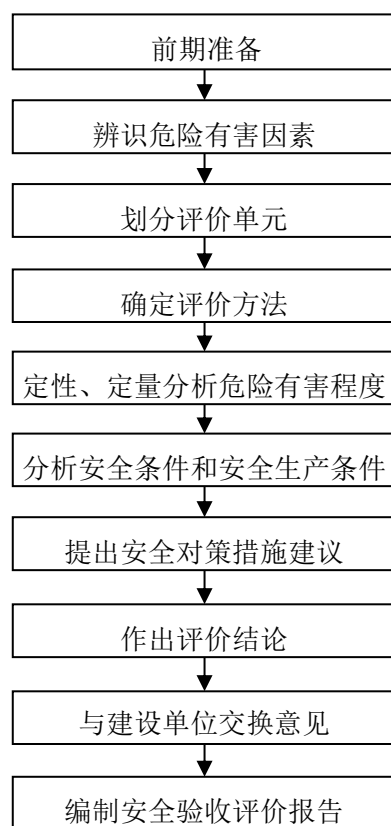 前期准备
辨识危险有害因素
划分评价单元
确定评价方法
定性、定量分析危险有害程度
分析安全条件和安全生产条件
提出安全对策措施建议
作出评价结论
与建设单位交换意见
编制安全验收评价报告